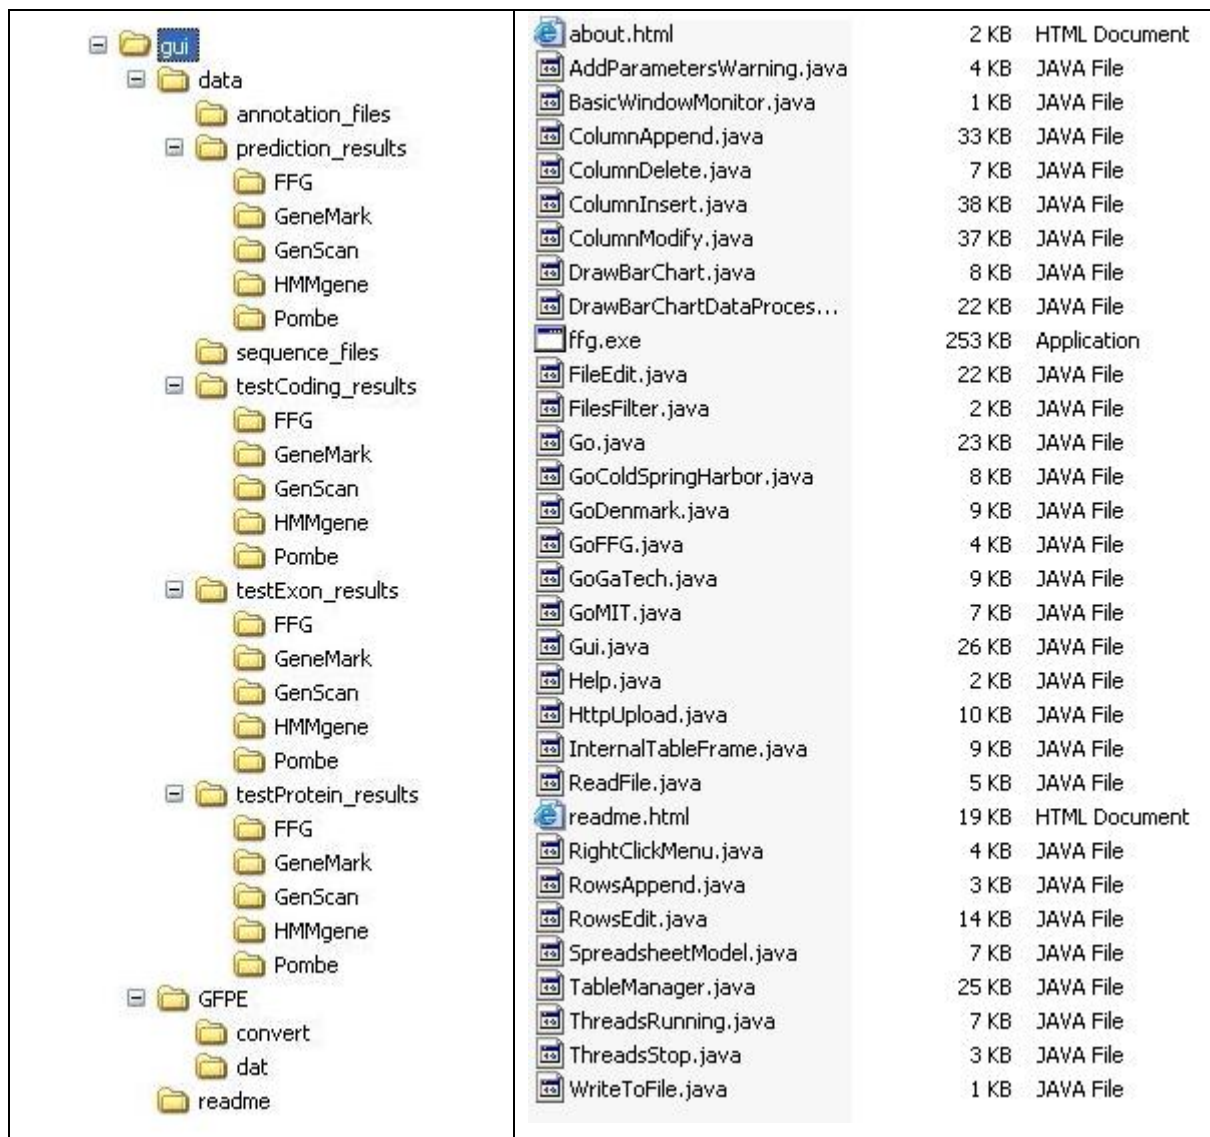 gui
data
annotation_files
prediction_results
FFG
GeneMark
GenScan
HMMgene
Pombe
sequence_files
testCoding_results
FFG
GeneMark
GenScan
HMMgene
Pombe
testExon_results
FFG
GeneMark
GenScan
HMMgene
Pombe
testProtein_results
FFG
GeneMark
GenScan
HMMgene
Pombe
GFPE
convert
dat
readme
about.html 2 KB HTML Document
AddParametersWarning.java 4 KB JAVA File
BasicWindowMonitor.java 1 KB JAVA File
ColumnAppend.java 33 KB JAVA File
ColumnDelete.java 7 KB JAVA File
ColumnInsert.java 38 KB JAVA File
ColumnModify.java 37 KB JAVA File
DrawBarChart.java 8 KB JAVA File
DrawBarChartDataProces... 22 KB JAVA File
ffg.exe 253 KB Application
FileEdit.java 22 KB JAVA File
FilesFilter.java 2 KB JAVA File
Go.java 23 KB JAVA File
GoColdSpringHarbor.java 8 KB JAVA File
GoDenmark.java 9 KB JAVA File
GoFFG.java 4 KB JAVA File
GoGaTech.java 9 KB JAVA File
GoMIT.java 7 KB JAVA File
Gui.java 26 KB JAVA File
Help.java 2 KB JAVA File
HttpUpload.java 10 KB JAVA File
InternalTableFrame.java 9 KB JAVA File
ReadFile.java 5 KB JAVA File
readme.html 19 KB HTML Document
RightClickMenu.java 4 KB JAVA File
RowsAppend.java 3 KB JAVA File
RowsEdit.java 14 KB JAVA File
SpreadsheetModel.java 7 KB JAVA File
TableManager.java 25 KB JAVA File
ThreadsRunning.java 7 KB JAVA File
ThreadsStop.java 3 KB JAVA File
WriteToFile.java 1 KB JAVA File